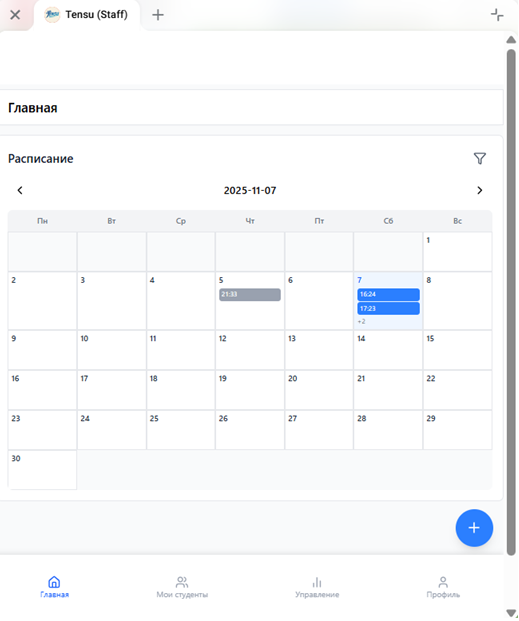 Tensu (Staff)
Главная
Расписание
2025-11-07
Пн Вт Ср Чт Пт Сб Вс
1
2 3 4 5 6 7 8
21:33 16:24
17:23
+2
9 10 11 12 13 14 15
16 17 18 19 20 21 22
23 24 25 26 27 28 29
30
+
Главная Мои студенты Управление Профиль